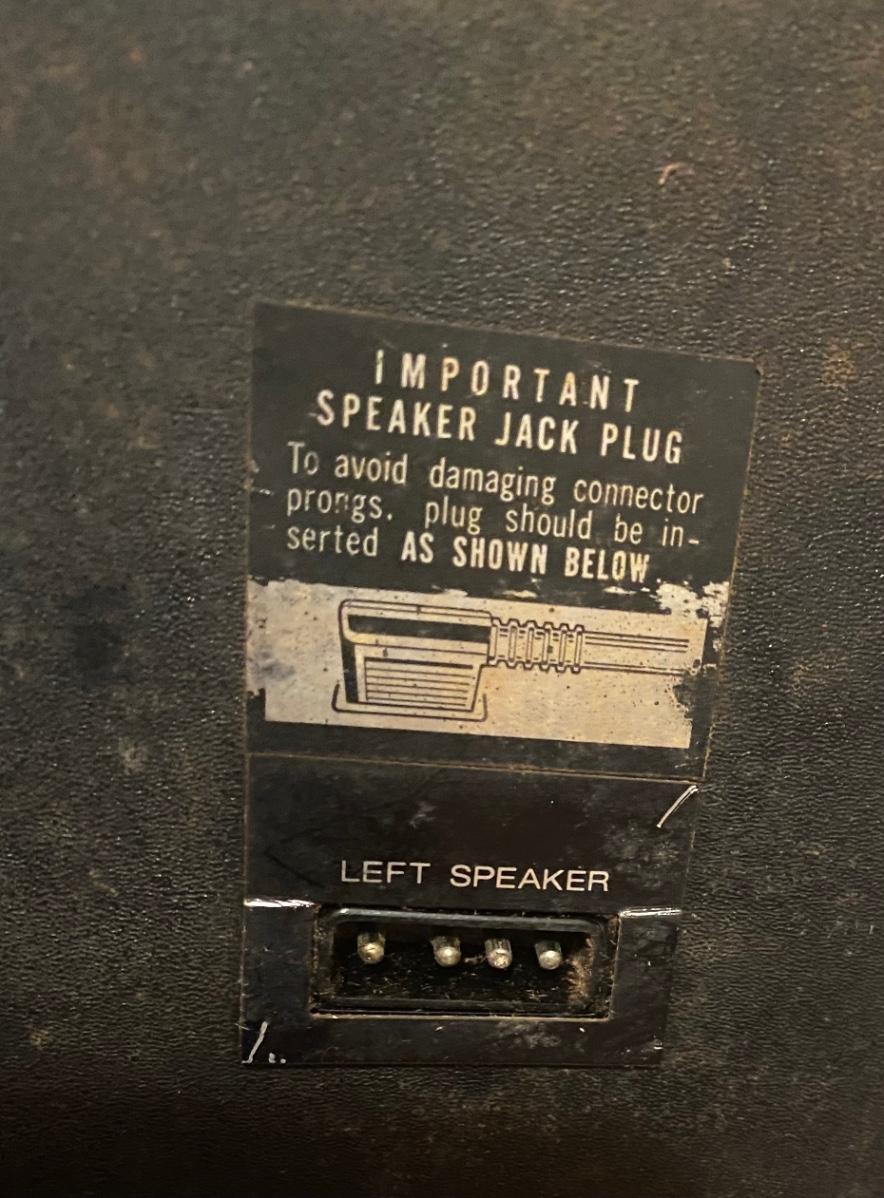 IMPORTANT
SPEAKER JACK PLUG
To avoid damaging connector
prongs. plug should be in-
serted AS SHOWN BELOW
LEFT SPEAKER